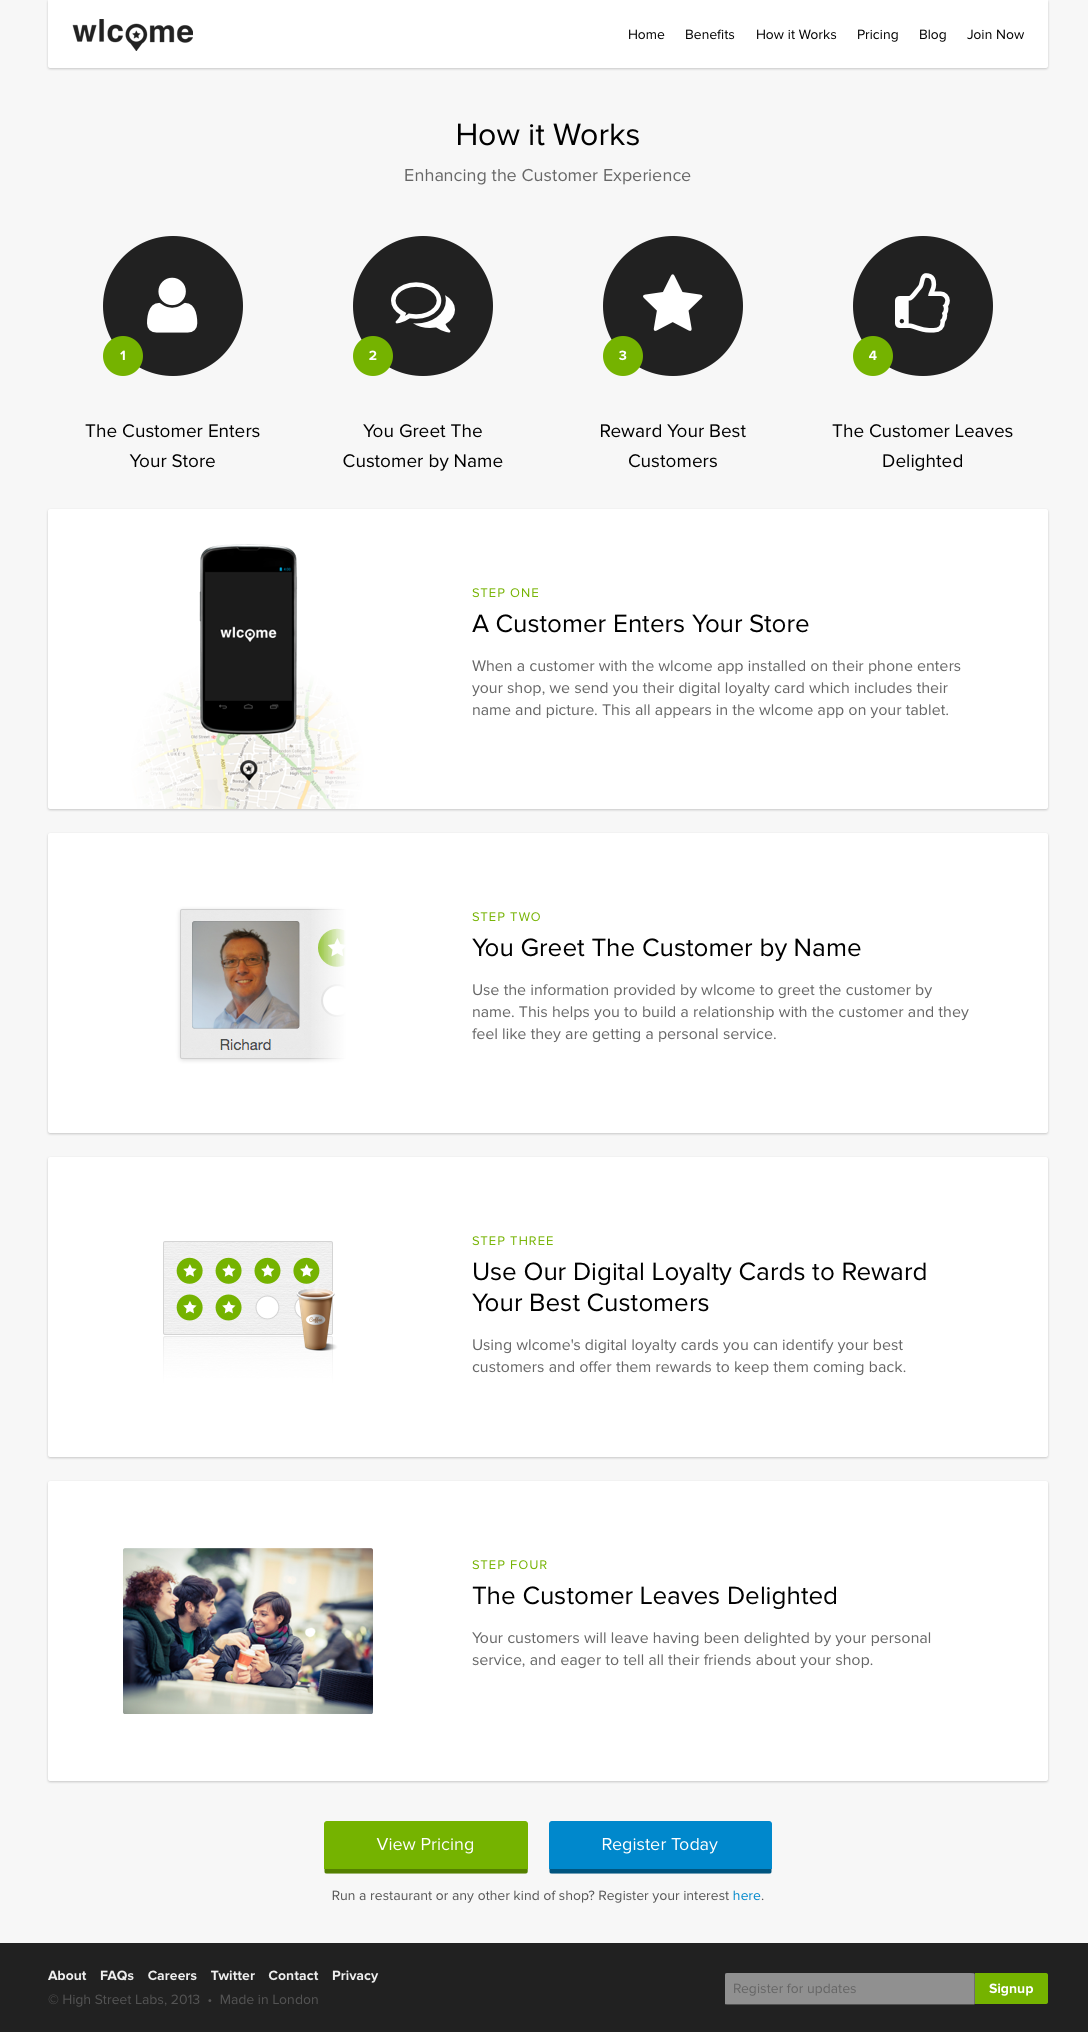 wlcome
Home Benefits How it Works Pricing Blog Join Now
How it Works
Enhancing the Customer Experience
1
2
3
4
The Customer Enters
Your Store
You Greet The
Customer by Name
Reward Your Best
Customers
The Customer Leaves
Delighted
wlcome
STEP ONE
A Customer Enters Your Store
When a customer with the wlcome app installed on their phone enters
your shop, we send you their digital loyalty card which includes their
name and picture. This all appears in the wlcome app on your tablet.
STEP TWO
You Greet The Customer by Name
Use the information provided by wlcome to greet the customer by
name. This helps you to build a relationship with the customer and they
feel like they are getting a personal service.
Richard
STEP THREE
Use Our Digital Loyalty Cards to Reward
Your Best Customers
Using wlcome's digital loyalty cards you can identify your best
customers and offer them rewards to keep them coming back.
STEP FOUR
The Customer Leaves Delighted
Your customers will leave having been delighted by your personal
service, and eager to tell all their friends about your shop.
View Pricing
Register Today
Run a restaurant or any other kind of shop? Register your interest here.
About FAQs Careers Twitter Contact Privacy
© High Street Labs, 2013 • Made in London
Register for updates
Signup